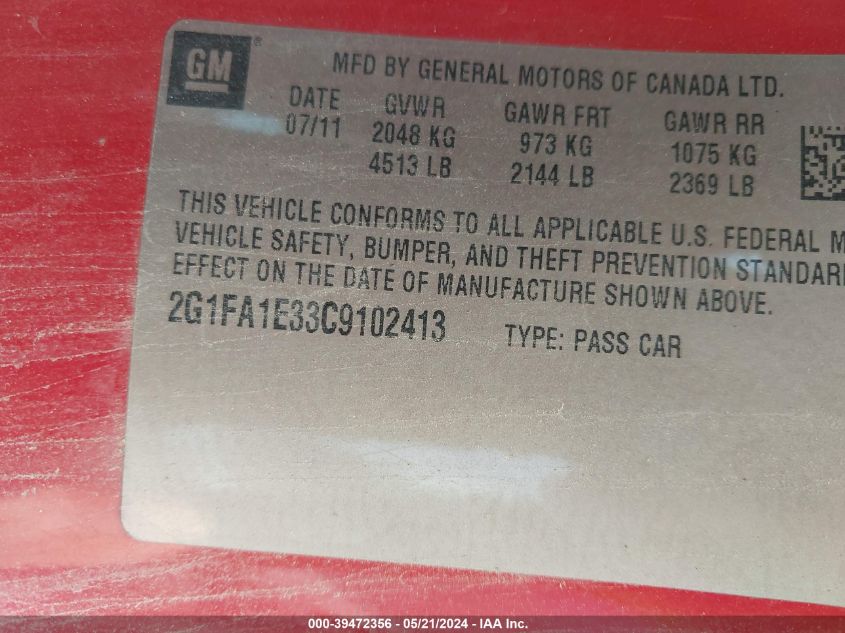 GM®
MFD BY GENERAL MOTORS OF CANADA LTD.
DATE GVWR GAWR FRT GAWR RR
07/11 2048 KG 973 KG 1075 KG
4513 LB 2144 LB 2369 LB
THIS VEHICLE CONFORMS TO ALL APPLICABLE U.S. FEDERAL M
VEHICLE SAFETY, BUMPER, AND THEFT PREVENTION STANDARD
EFFECT ON THE DATE OF MANUFACTURE SHOWN ABOVE.
2G1FA1E33C9102413 TYPE: PASS CAR
000-39472356 - 05/21/2024 - IAA Inc.